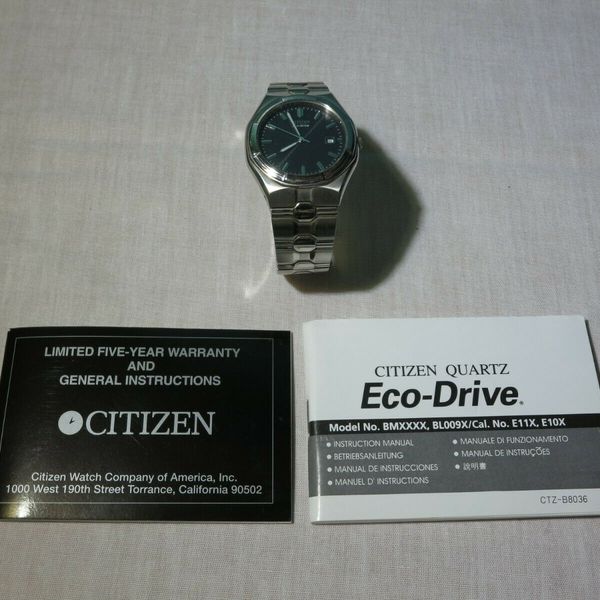 CITIZEN
LIMITED FIVE-YEAR WARRANTY
AND
GENERAL INSTRUCTIONS
CITIZEN
Citizen Watch Company of America, Inc.
1000 West 190th Street Torrance, California 90502
CITIZEN QUARTZ
Eco-Drive®
Model No. BMXXXX, BL009X/Cal. No. E11X, E10X
• INSTRUCTION MANUAL
• BETRIEBSANLEITUNG
• MANUAL DE INSTRUCCIONES
• MANUEL D' INSTRUCTIONS
• MANUALE DI FUNZIONAMENTO
• MANUAL DE INSTRUÇÕES
• 説明書
CTZ-B8036